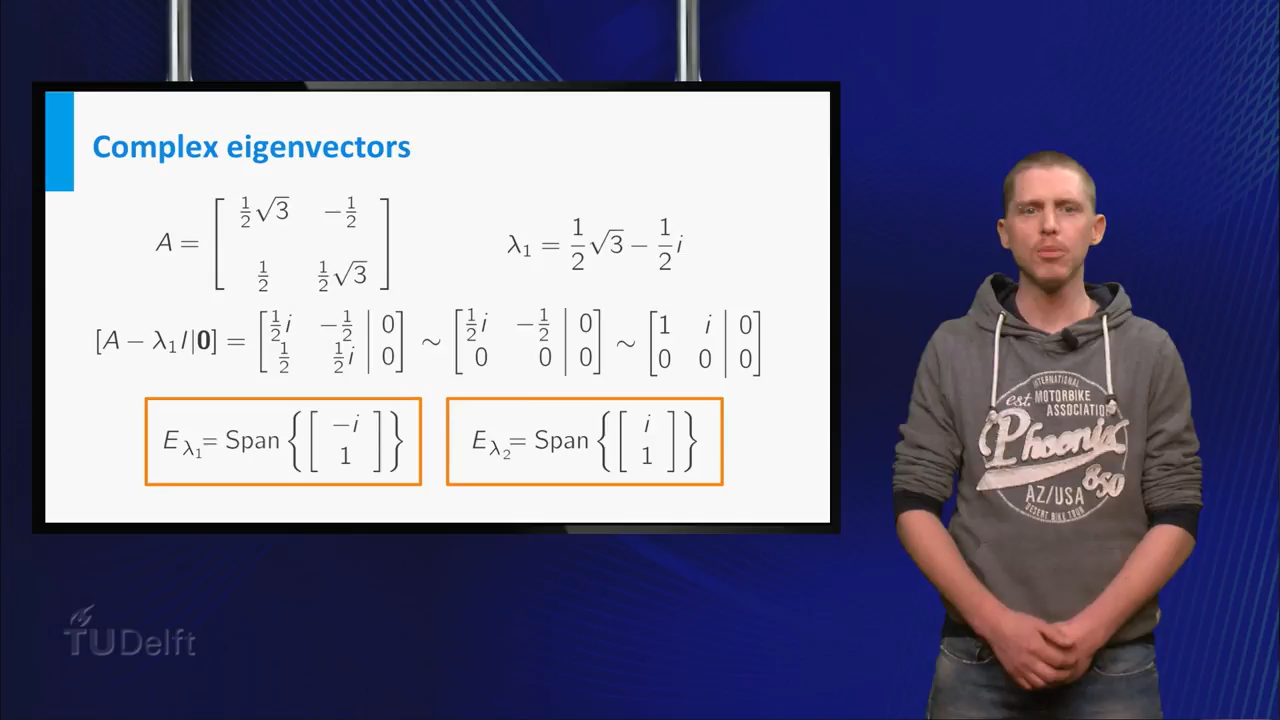 Complex eigenvectors
A = [ ½√3 −½ ; ½ ½√3 ]
λ₁ = ½√3 − ½i
[A − λ₁I|0] = [ ½i −½ | 0 ; ½ ½i | 0 ] ~ [ ½i −½ | 0 ; 0 0 | 0 ] ~ [ 1 i | 0 ; 0 0 | 0 ]
E_λ₁ = Span { [ −i ; 1 ] }
E_λ₂ = Span { [ i ; 1 ] }
INTERNATIONAL
est. MOTORBIKE
ASSOCIATION
Phoenix
850
AZ/USA
DESERT BIKE TOUR
TUDelft